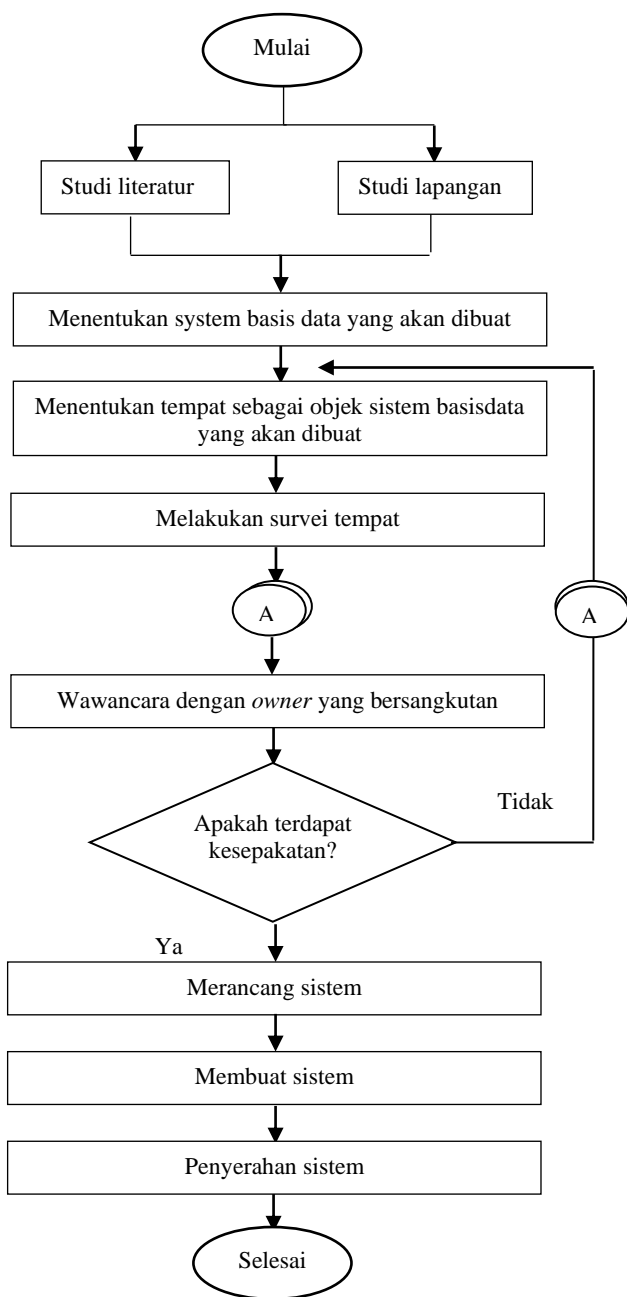 Mulai
Studi literatur
Studi lapangan
Menentukan system basis data yang akan dibuat
Menentukan tempat sebagai objek sistem basisdata
yang akan dibuat
Melakukan survei tempat
A
A
Wawancara dengan owner yang bersangkutan
Apakah terdapat
kesepakatan?
Tidak
Ya
Merancang sistem
Membuat sistem
Penyerahan sistem
Selesai